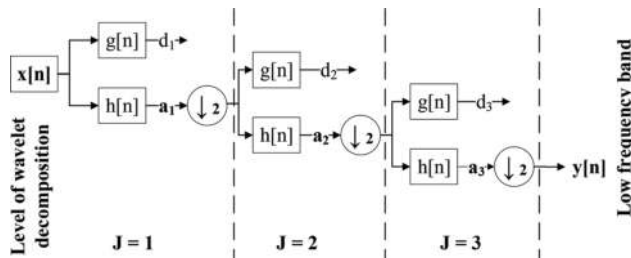 g[n] d1
x[n]
g[n] d2
h[n] a1 ↓2
g[n] d3
h[n] a2 ↓2
h[n] a3 ↓2 y[n]
Level of wavelet
decomposition
J = 1
J = 2
J = 3
Low frequency band